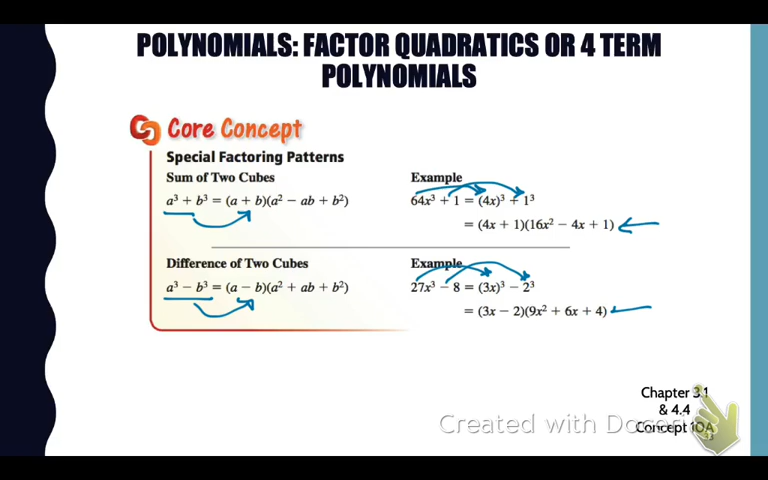 POLYNOMIALS: FACTOR QUADRATICS OR 4 TERM
POLYNOMIALS
Core Concept
Special Factoring Patterns
Sum of Two Cubes
a³ + b³ = (a + b)(a² − ab + b²)
Example
64x³ + 1 = (4x)³ + 1³
= (4x + 1)(16x² − 4x + 1)
Difference of Two Cubes
a³ − b³ = (a − b)(a² + ab + b²)
Example
27x³ − 8 = (3x)³ − 2³
= (3x − 2)(9x² + 6x + 4)
Chapter 3.1
& 4.4
Concept 10A
Created with